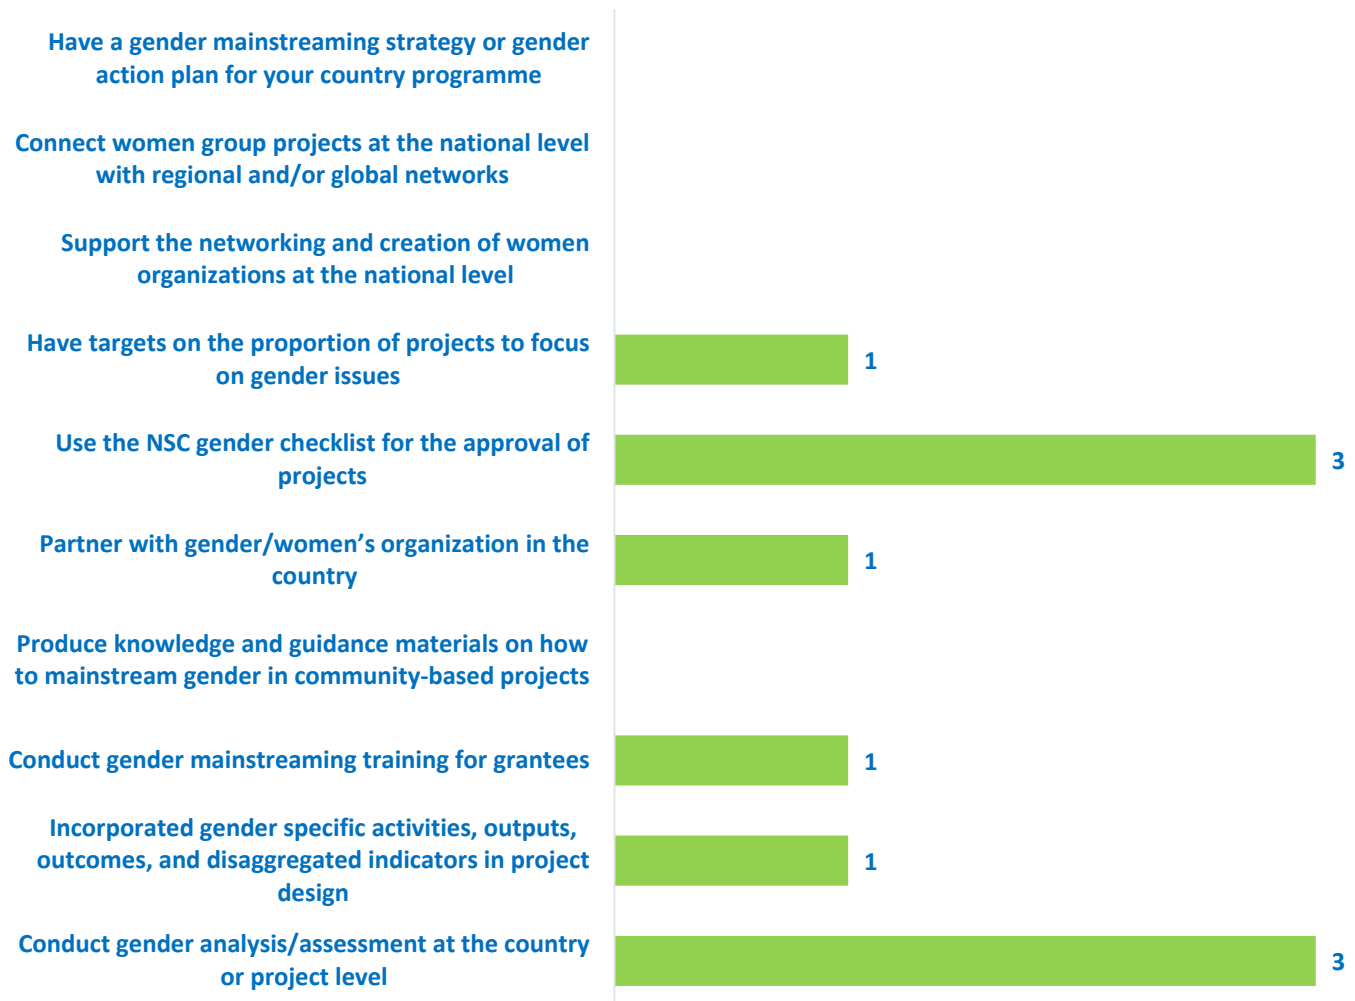 Have a gender mainstreaming strategy or gender
action plan for your country programme
Connect women group projects at the national level
with regional and/or global networks
Support the networking and creation of women
organizations at the national level
Have targets on the proportion of projects to focus
on gender issues
1
Use the NSC gender checklist for the approval of
projects
3
Partner with gender/women’s organization in the
country
1
Produce knowledge and guidance materials on how
to mainstream gender in community-based projects
Conduct gender mainstreaming training for grantees
1
Incorporated gender specific activities, outputs,
outcomes, and disaggregated indicators in project
design
1
Conduct gender analysis/assessment at the country
or project level
3